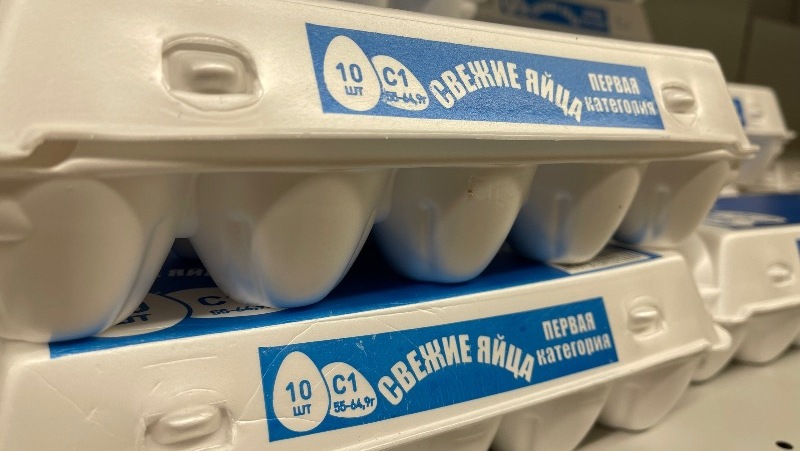 10
шт
С1
55-64,9г
СВЕЖИЕ ЯЙЦА
ПЕРВАЯ
категория
10
шт
С1
55-64,9г
СВЕЖИЕ ЯЙЦА
ПЕРВАЯ
категория